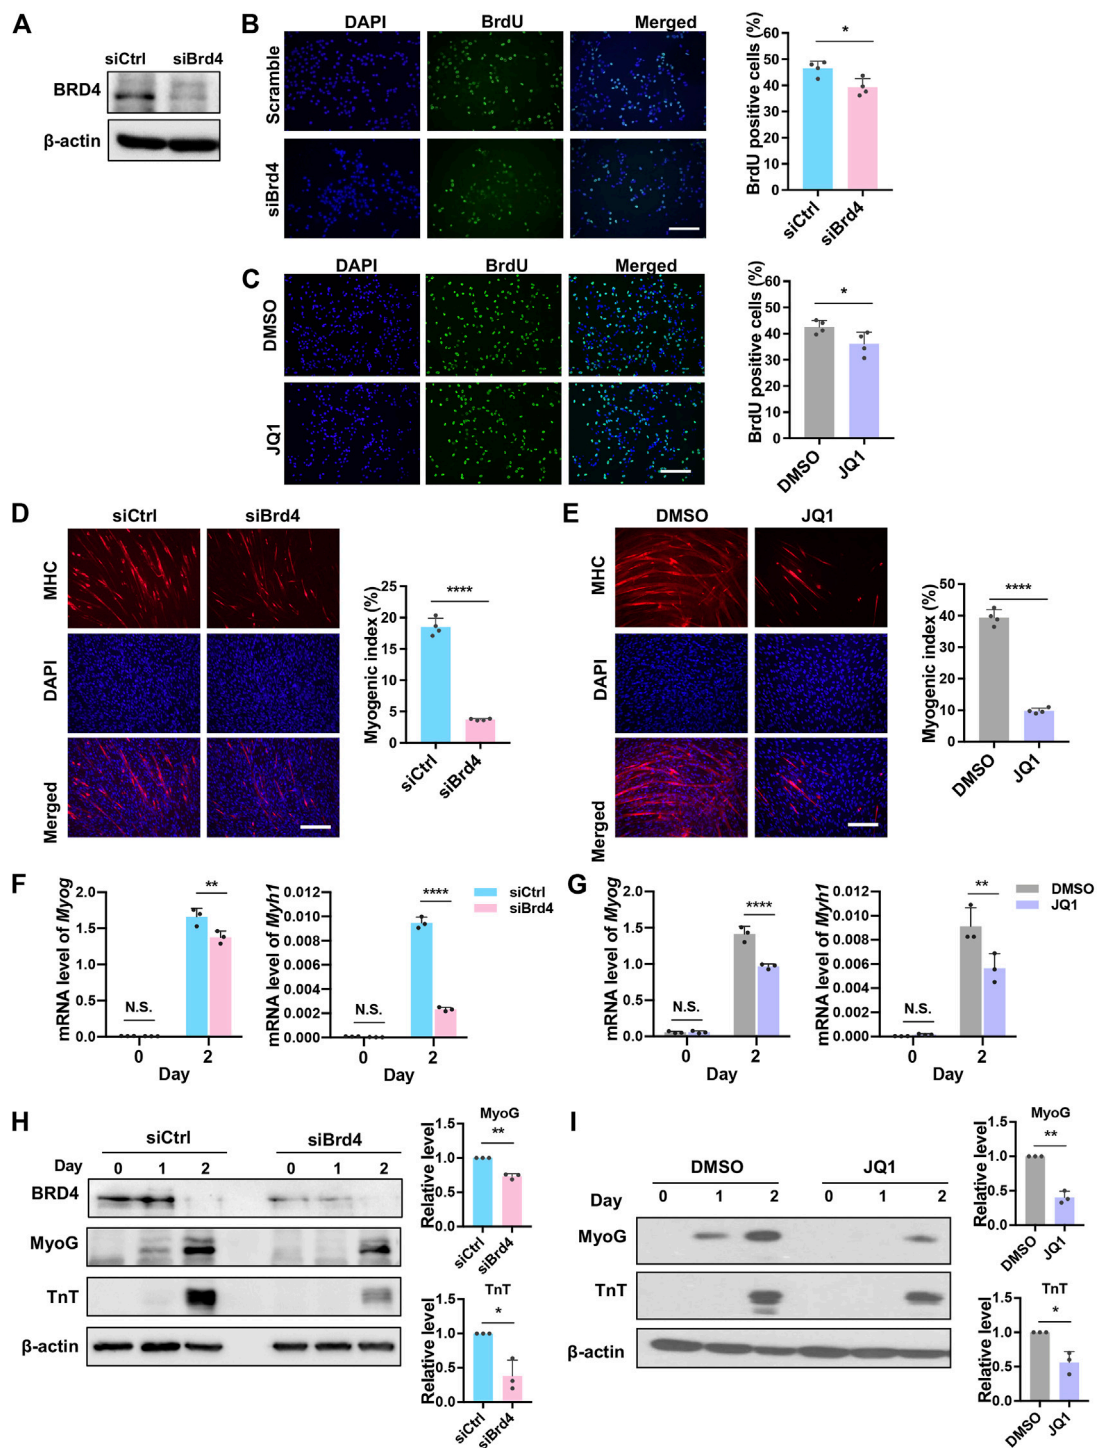 A
siCtrl siBrd4
BRD4
β-actin
B
DAPI BrdU Merged
Scramble
siBrd4
BrdU positive cells (%)
60
50
40
30
20
10
0
*
siCtrl
siBrd4
C
DAPI BrdU Merged
DMSO
JQ1
BrdU positive cells (%)
60
50
40
30
20
10
0
*
DMSO
JQ1
D
siCtrl siBrd4
MHC
DAPI
Merged
Myogenic index (%)
25
20
15
10
5
0
****
siCtrl
siBrd4
E
DMSO JQ1
MHC
DAPI
Merged
Myogenic index (%)
50
40
30
20
10
0
****
DMSO
JQ1
F
mRNA level of Myog
2.0
1.5
1.0
0.5
0.0
N.S.
**
0 2
Day
mRNA level of Myh1
0.012
0.010
0.008
0.006
0.004
0.002
0.000
N.S.
****
0 2
Day
siCtrl
siBrd4
G
mRNA level of Myog
2.0
1.5
1.0
0.5
0.0
N.S.
****
0 2
Day
mRNA level of Myh1
0.012
0.010
0.008
0.006
0.004
0.002
0.000
N.S.
**
0 2
Day
DMSO
JQ1
H
siCtrl siBrd4
Day 0 1 2 0 1 2
BRD4
MyoG
TnT
β-actin
MyoG
Relative level
1.5
1.0
0.5
0.0
**
siCtrl
siBrd4
TnT
Relative level
1.5
1.0
0.5
0.0
*
siCtrl
siBrd4
I
DMSO JQ1
Day 0 1 2 0 1 2
MyoG
TnT
β-actin
MyoG
Relative level
1.5
1.0
0.5
0.0
**
DMSO
JQ1
TnT
Relative level
1.5
1.0
0.5
0.0
*
DMSO
JQ1